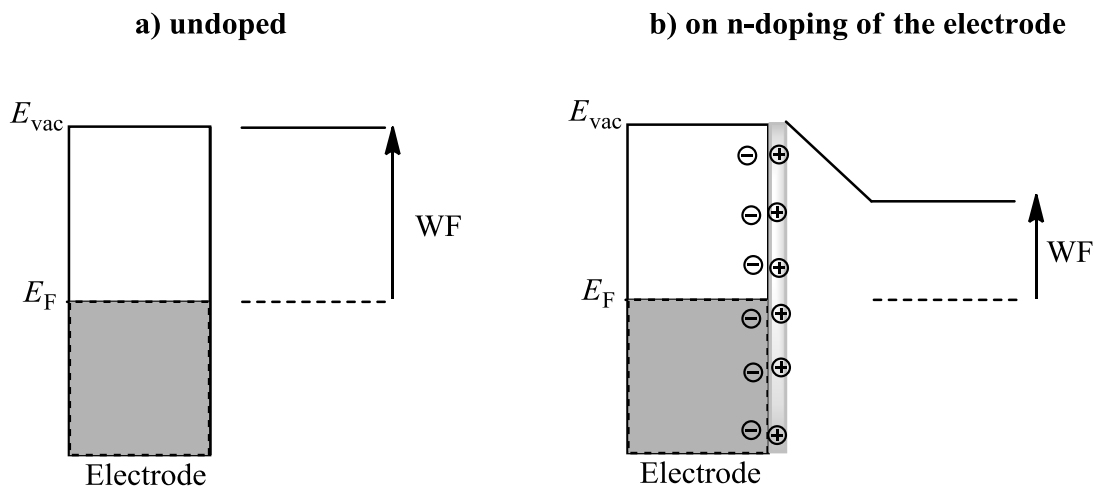 a) undoped
b) on n-doping of the electrode
E_vac
WF
E_F
Electrode
E_vac
WF
E_F
Electrode